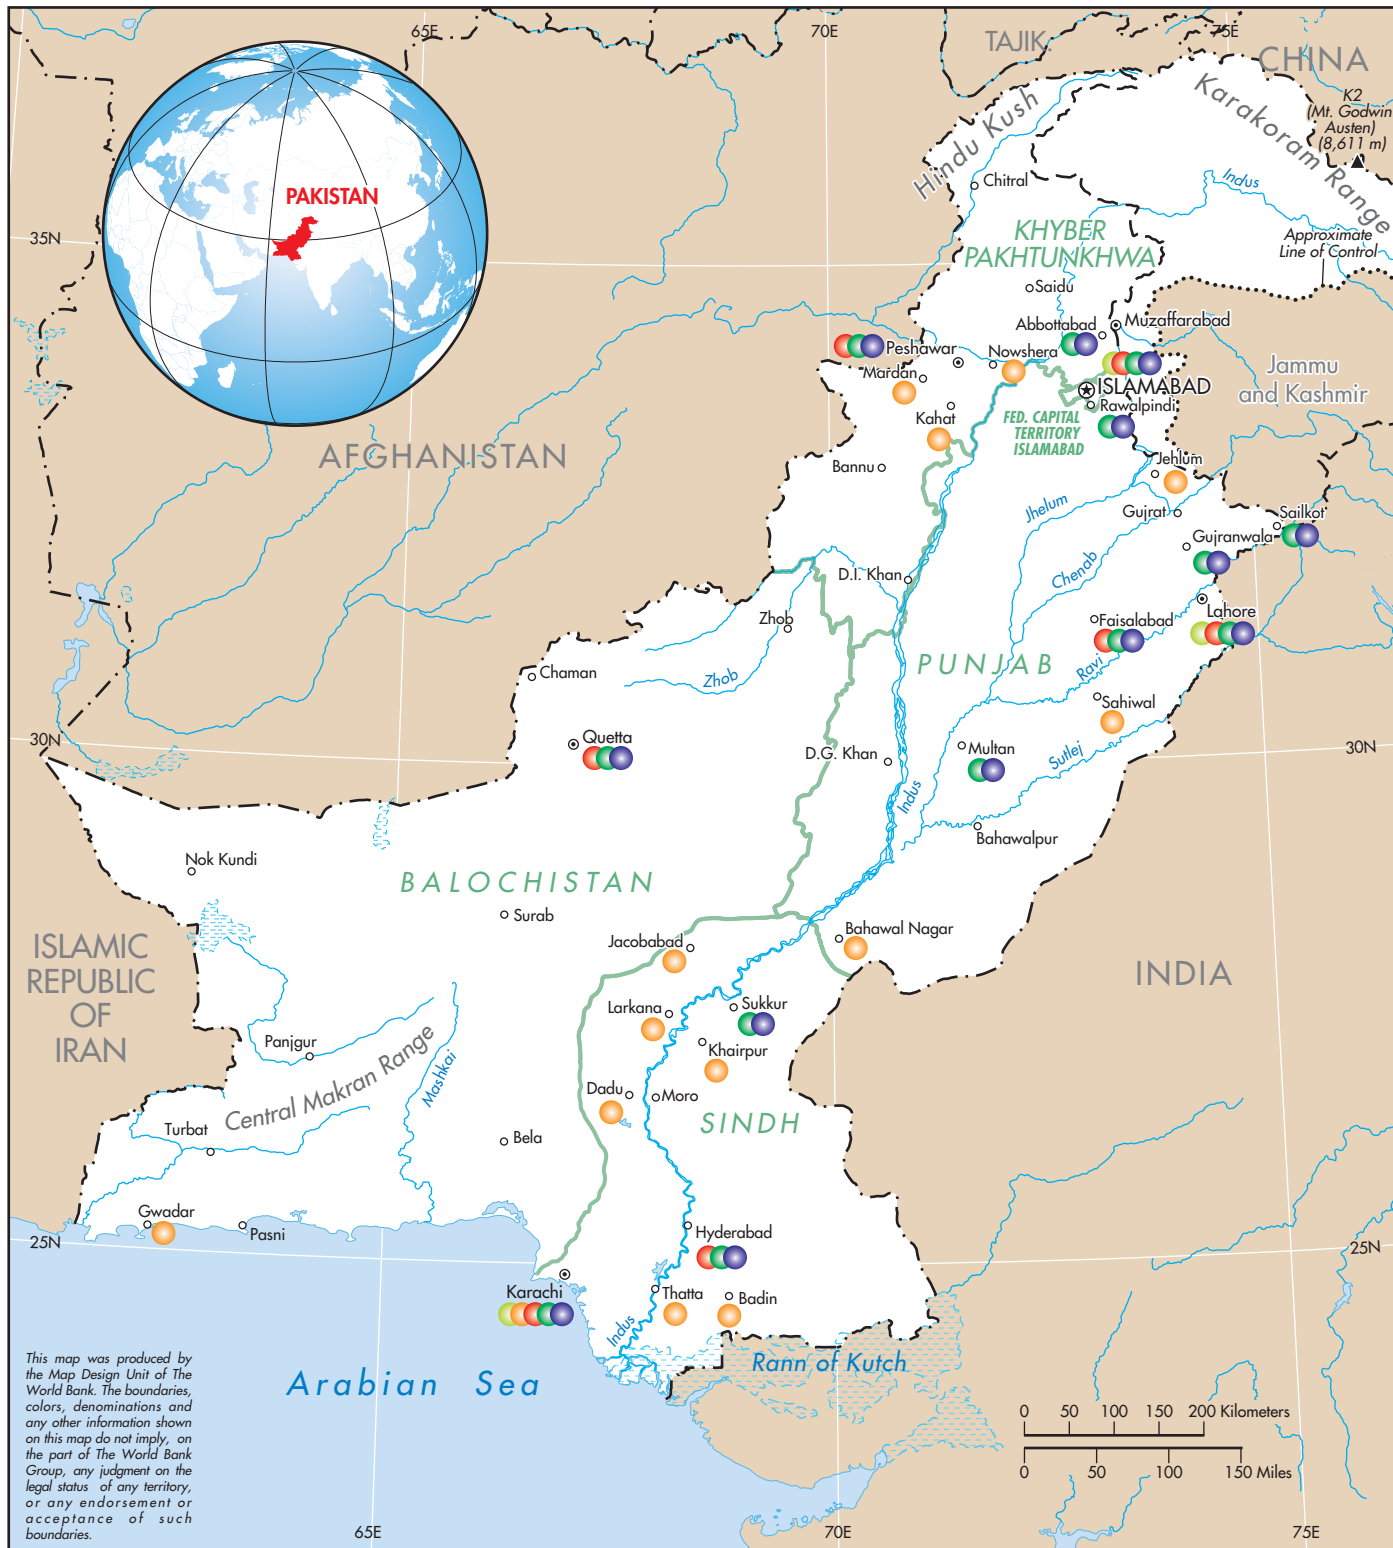 65E
70E
75E
TAJIK.
CHINA
K2
(Mt. Godwin
Austen)
(8,611 m)
Hindu Kush
Karakoram Range
Indus
Chitral
PAKISTAN
KHYBER
PAKHTUNKHWA
Approximate
Line of Control
35N
Saidu
Abbottabad
Muzaffarabad
Peshawar
Nowshera
Mardan
ISLAMABAD
Rawalpindi
Jammu
and Kashmir
Kahat
FED. CAPITAL
TERRITORY
ISLAMABAD
AFGHANISTAN
Bannu
Jehlum
Jhelum
Gujrat
Sailkot
Gujranwala
Chenab
D.I. Khan
Lahore
Zhob
Faisalabad
PUNJAB
Ravi
Chaman
Zhob
Sahiwal
30N
Quetta
D.G. Khan
Multan
Sutlej
30N
Indus
Bahawalpur
Nok Kundi
BALOCHISTAN
Surab
Bahawal Nagar
Jacobabad
ISLAMIC
REPUBLIC
OF
IRAN
INDIA
Larkana
Sukkur
Panjgur
Khairpur
Central Makran Range
Mashkai
Dadu
Moro
Turbat
SINDH
Bela
Gwadar
Pasni
Hyderabad
25N
25N
Karachi
Thatta
Badin
Indus
Rann of Kutch
Arabian Sea
This map was produced by
the Map Design Unit of The
World Bank. The boundaries,
colors, denominations and
any other information shown
on this map do not imply, on
the part of The World Bank
Group, any judgment on the
legal status of any territory,
or any endorsement or
acceptance of such
boundaries.
0 50 100 150 200 Kilometers
0 50 100 150 Miles
65E
70E
75E